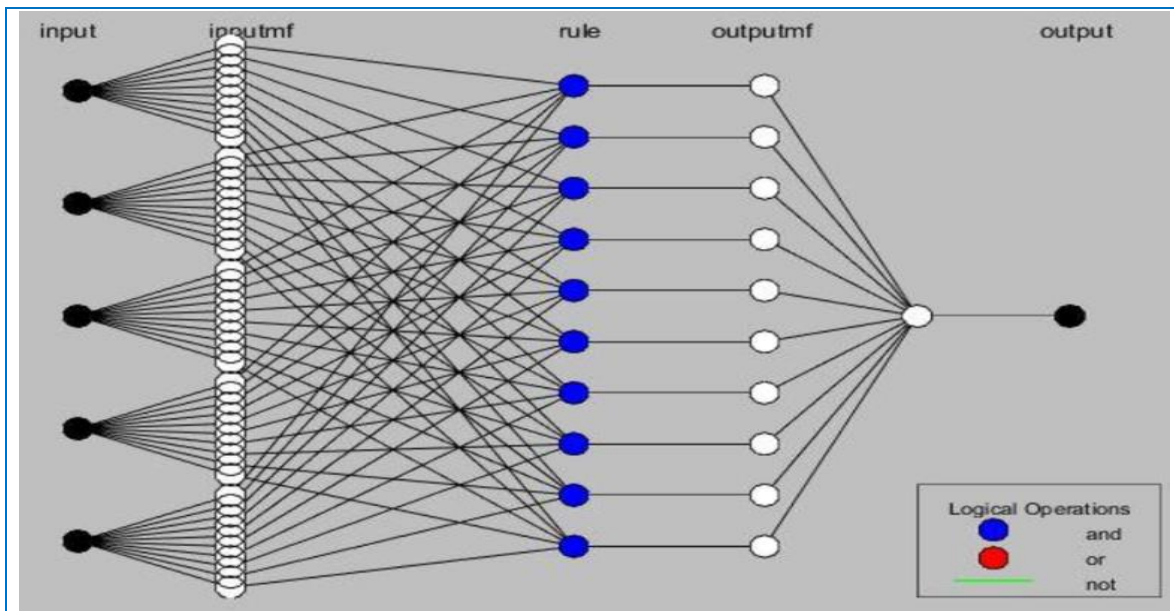 input inputmf rule outputmf output
Logical Operations
and
or
not